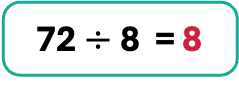 72 ÷ 8 = 8